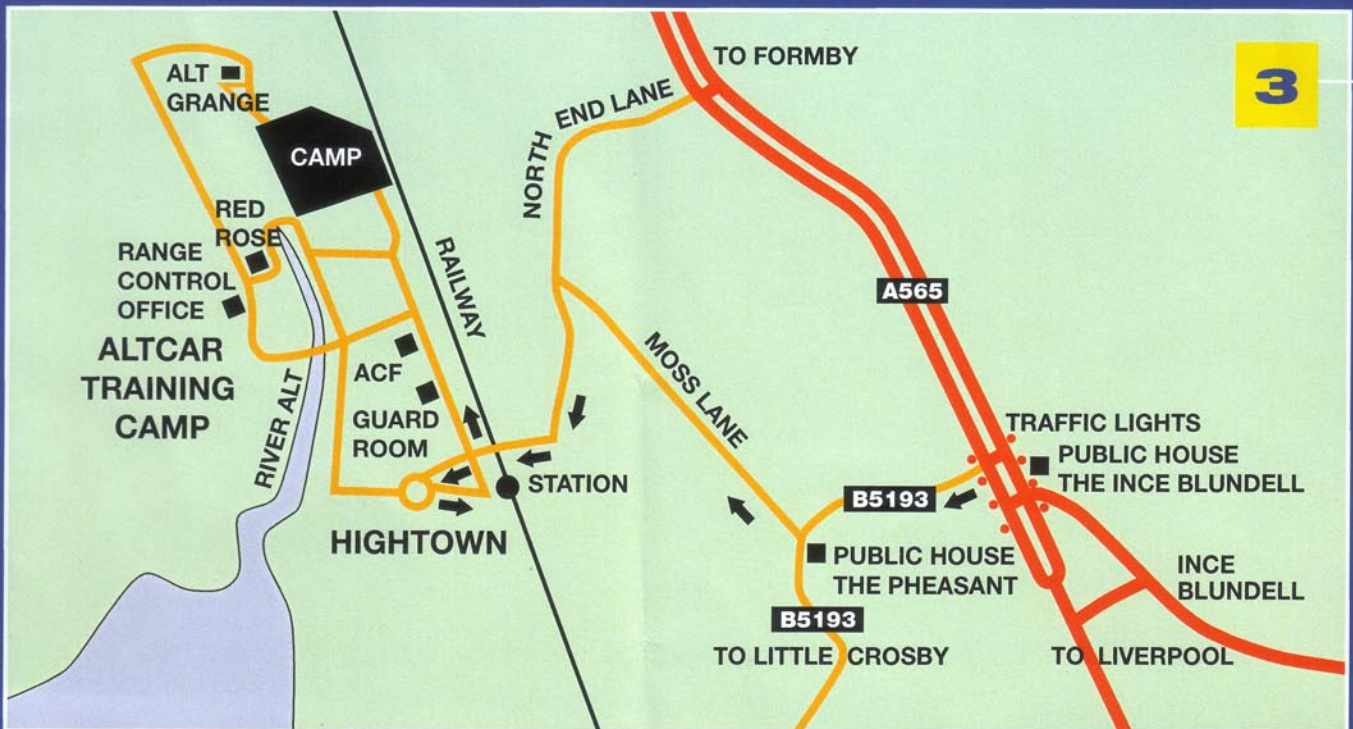 3
TO FORMBY
NORTH END LANE
ALT
GRANGE
CAMP
RED
ROSE
RANGE
CONTROL
OFFICE
ALTCAR
TRAINING
CAMP
RIVER ALT
ACF
GUARD
ROOM
RAILWAY
A565
MOSS LANE
TRAFFIC LIGHTS
PUBLIC HOUSE
THE INCE BLUNDELL
STATION
B5193
HIGHTOWN
PUBLIC HOUSE
THE PHEASANT
INCE
BLUNDELL
B5193
TO LITTLE CROSBY
TO LIVERPOOL